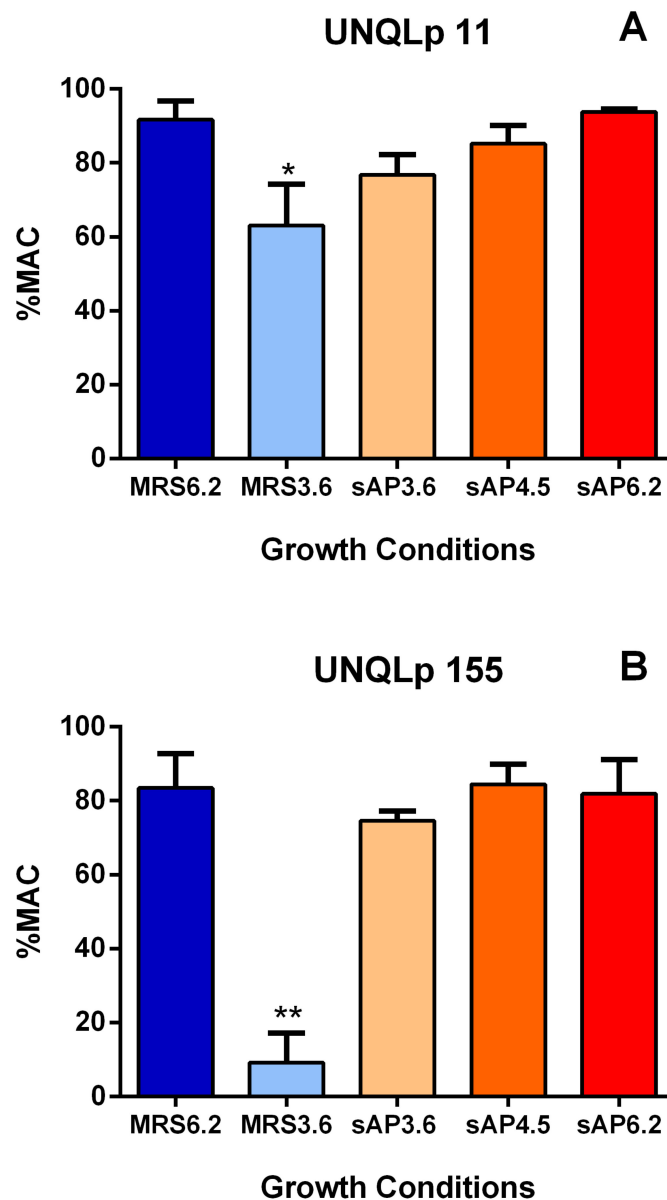 UNQLp 11
A
100
80
60
40
20
0
%MAC
*
MRS6.2 MRS3.6 sAP3.6 sAP4.5 sAP6.2
Growth Conditions
UNQLp 155
B
100
80
60
40
20
0
%MAC
**
MRS6.2 MRS3.6 sAP3.6 sAP4.5 sAP6.2
Growth Conditions